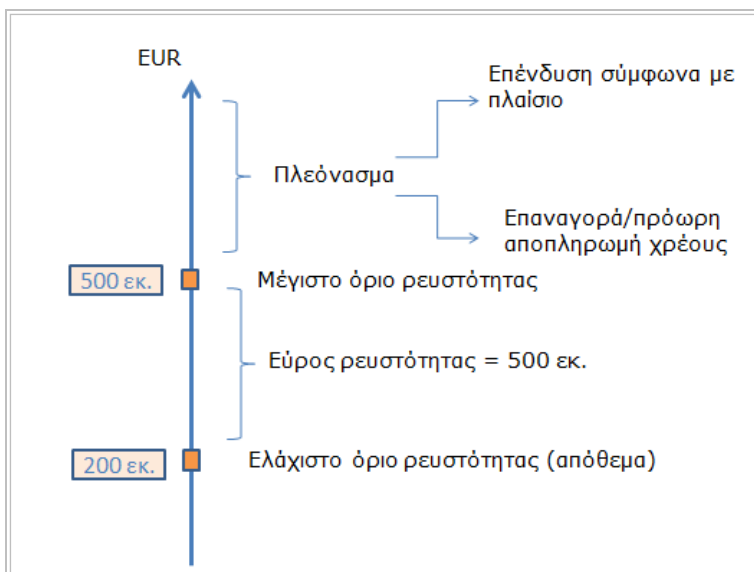 EUR
Επένδυση σύμφωνα με
πλαίσιο
Πλεόνασμα
Επαναγορά/πρόωρη
αποπληρωμή χρέους
500 εκ.
Μέγιστο όριο ρευστότητας
Εύρος ρευστότητας = 500 εκ.
200 εκ.
Ελάχιστο όριο ρευστότητας (απόθεμα)